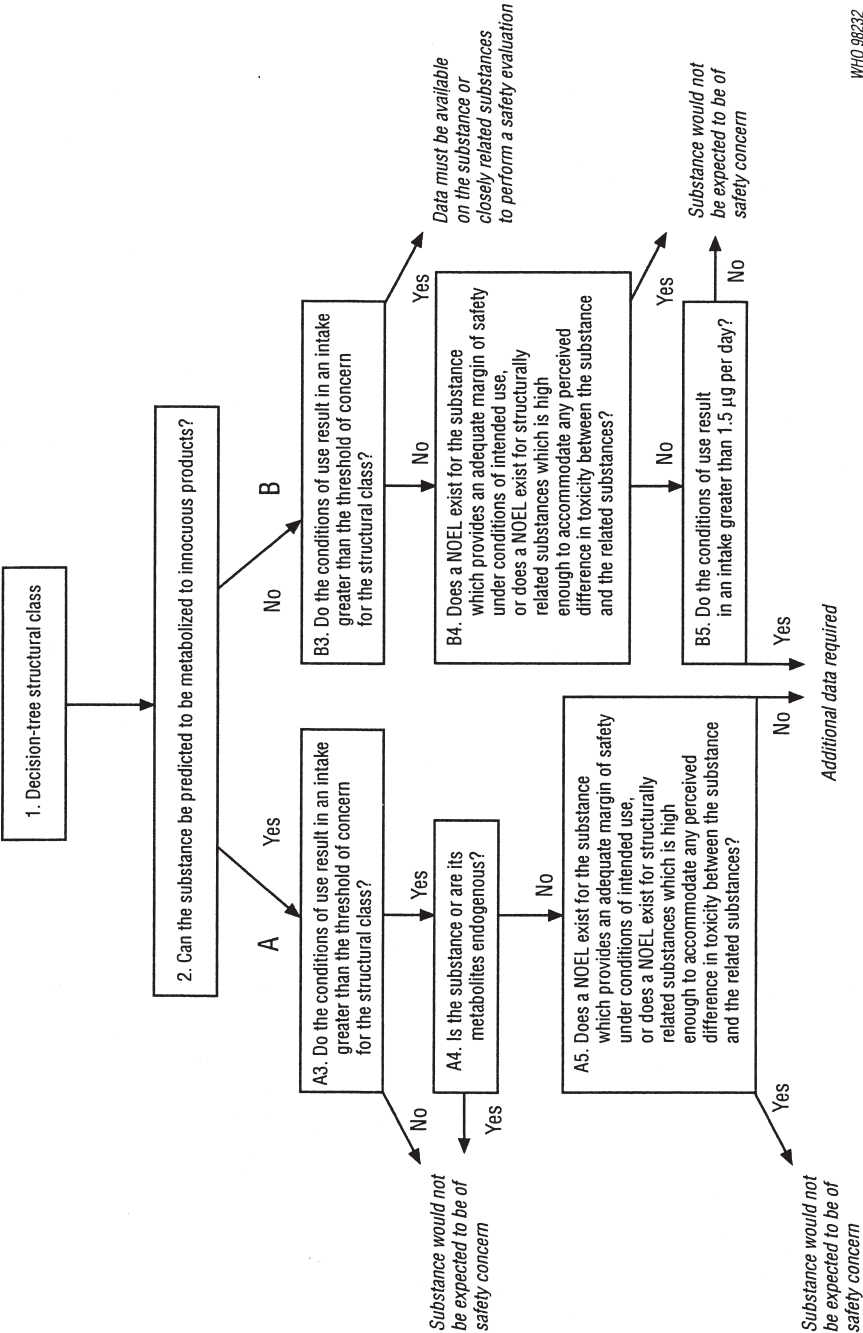 1. Decision-tree structural class
2. Can the substance be predicted to be metabolized to innocuous products?
Yes
No
A
B
A3. Do the conditions of use result in an intake
greater than the threshold of concern
for the structural class?
B3. Do the conditions of use result in an intake
greater than the threshold of concern
for the structural class?
No
Yes
No
Yes
Substance would not
be expected to be of
safety concern
Data must be available
on the substance or
closely related substances
to perform a safety evaluation
A4. Is the substance or are its
metabolites endogenous?
Yes
No
B4. Does a NOEL exist for the substance
which provides an adequate margin of safety
under conditions of intended use,
or does a NOEL exist for structurally
related substances which is high
enough to accommodate any perceived
difference in toxicity between the substance
and the related substances?
No
Yes
Substance would not
be expected to be of
safety concern
A5. Does a NOEL exist for the substance
which provides an adequate margin of safety
under conditions of intended use,
or does a NOEL exist for structurally
related substances which is high
enough to accommodate any perceived
difference in toxicity between the substance
and the related substances?
B5. Do the conditions of use result
in an intake greater than 1.5 µg per day?
No
Yes
No
Yes
Substance would not
be expected to be of
safety concern
Additional data required
WHO 98232